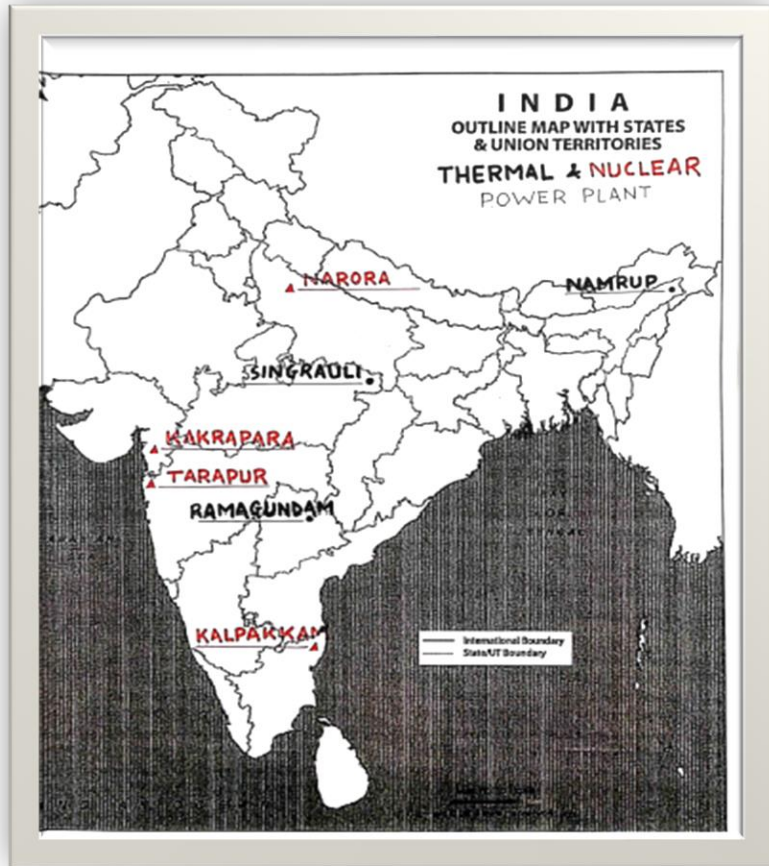 INDIA
OUTLINE MAP WITH STATES
& UNION TERRITORIES
THERMAL & NUCLEAR
POWER PLANT
NARORA
NAMRUP
SINGRAULI
KAKRAPARA
TARAPUR
RAMAGUNDAM
KALPAKKAM
International Boundary
State/UT Boundary